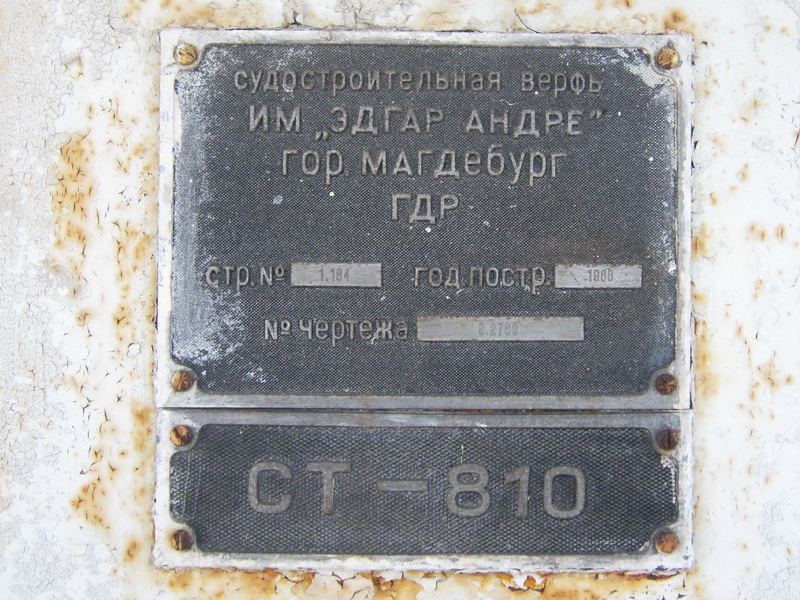 судостроительная верфь
ИМ „ЭДГАР АНДРЕ"
гор. МАГДебург
ГДР
стр. № 1.164 год постр. 1968
№ чертежа
СТ – 810